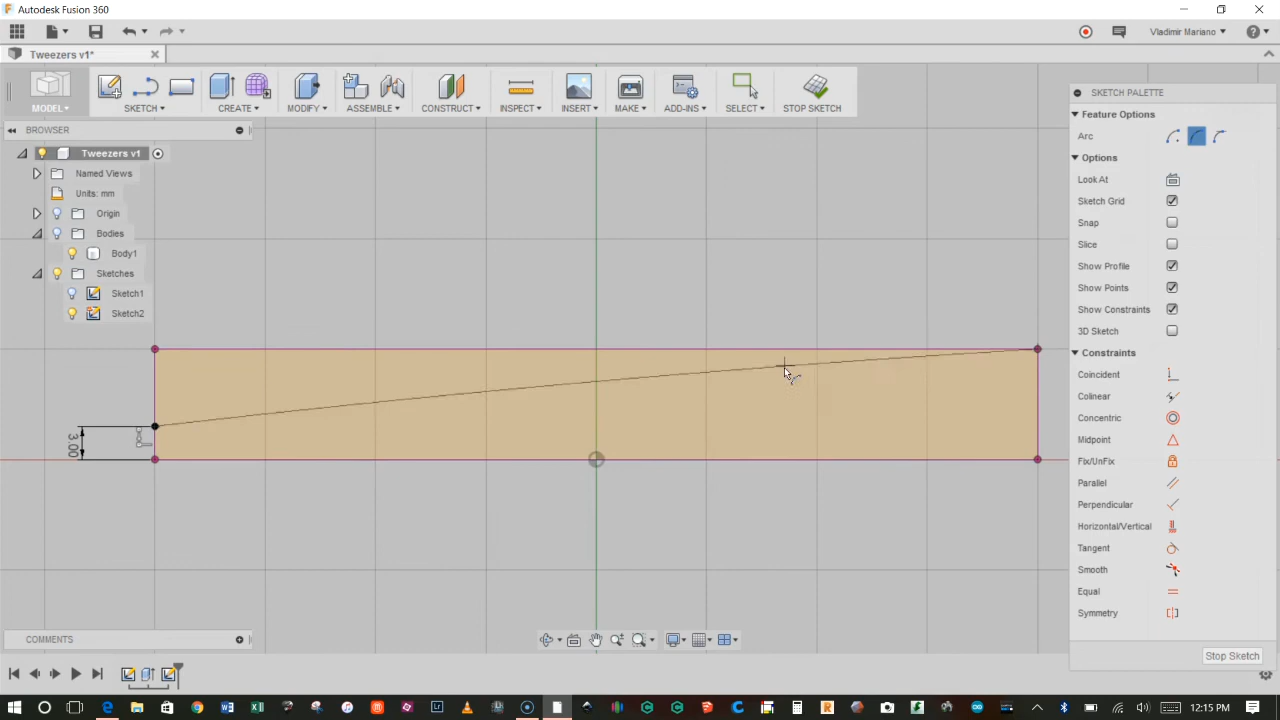 Autodesk Fusion 360
Vladimir Mariano
Tweezers v1*
MODEL
SKETCH
CREATE
MODIFY
ASSEMBLE
CONSTRUCT
INSPECT
INSERT
MAKE
ADD-INS
SELECT
STOP SKETCH
BROWSER
Tweezers v1
Named Views
Units: mm
Origin
Bodies
Body1
Sketches
Sketch1
Sketch2
3.00
SKETCH PALETTE
Feature Options
Arc
Options
Look At
Sketch Grid
Snap
Slice
Show Profile
Show Points
Show Constraints
3D Sketch
Constraints
Coincident
Colinear
Concentric
Midpoint
Fix/UnFix
Parallel
Perpendicular
Horizontal/Vertical
Tangent
Smooth
Equal
Symmetry
Stop Sketch
COMMENTS
12:15 PM